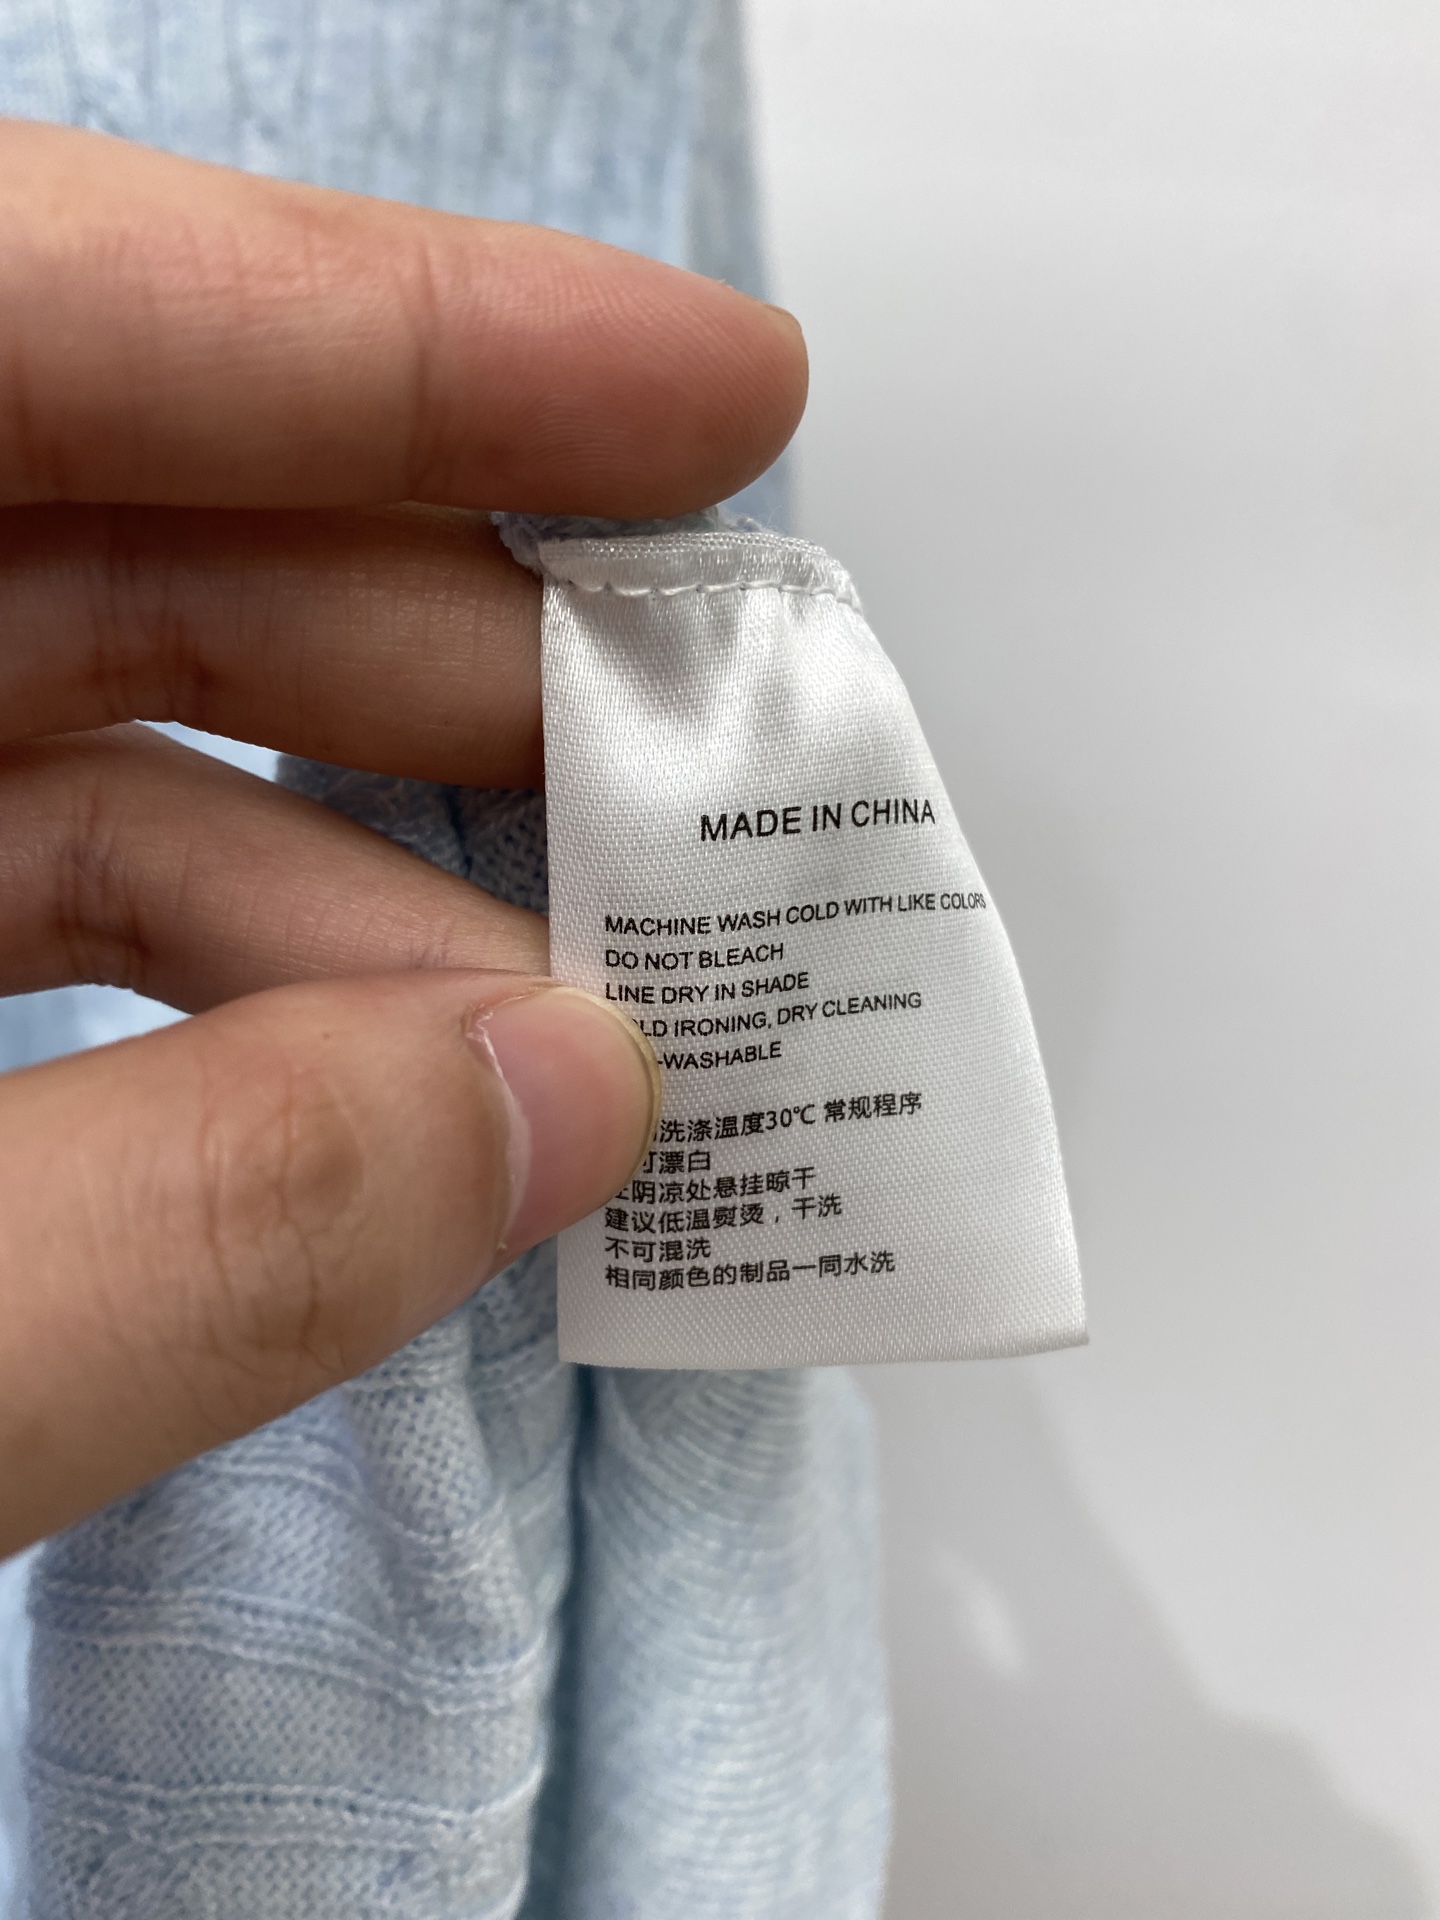 MADE IN CHINA
MACHINE WASH COLD WITH LIKE COLORS
DO NOT BLEACH
LINE DRY IN SHADE
IRONING, DRY CLEANING
-WASHABLE
洗涤温度30℃ 常规程序
可漂白
阴凉处悬挂晾干
建议低温熨烫，干洗
不可混洗
相同颜色的制品一同水洗